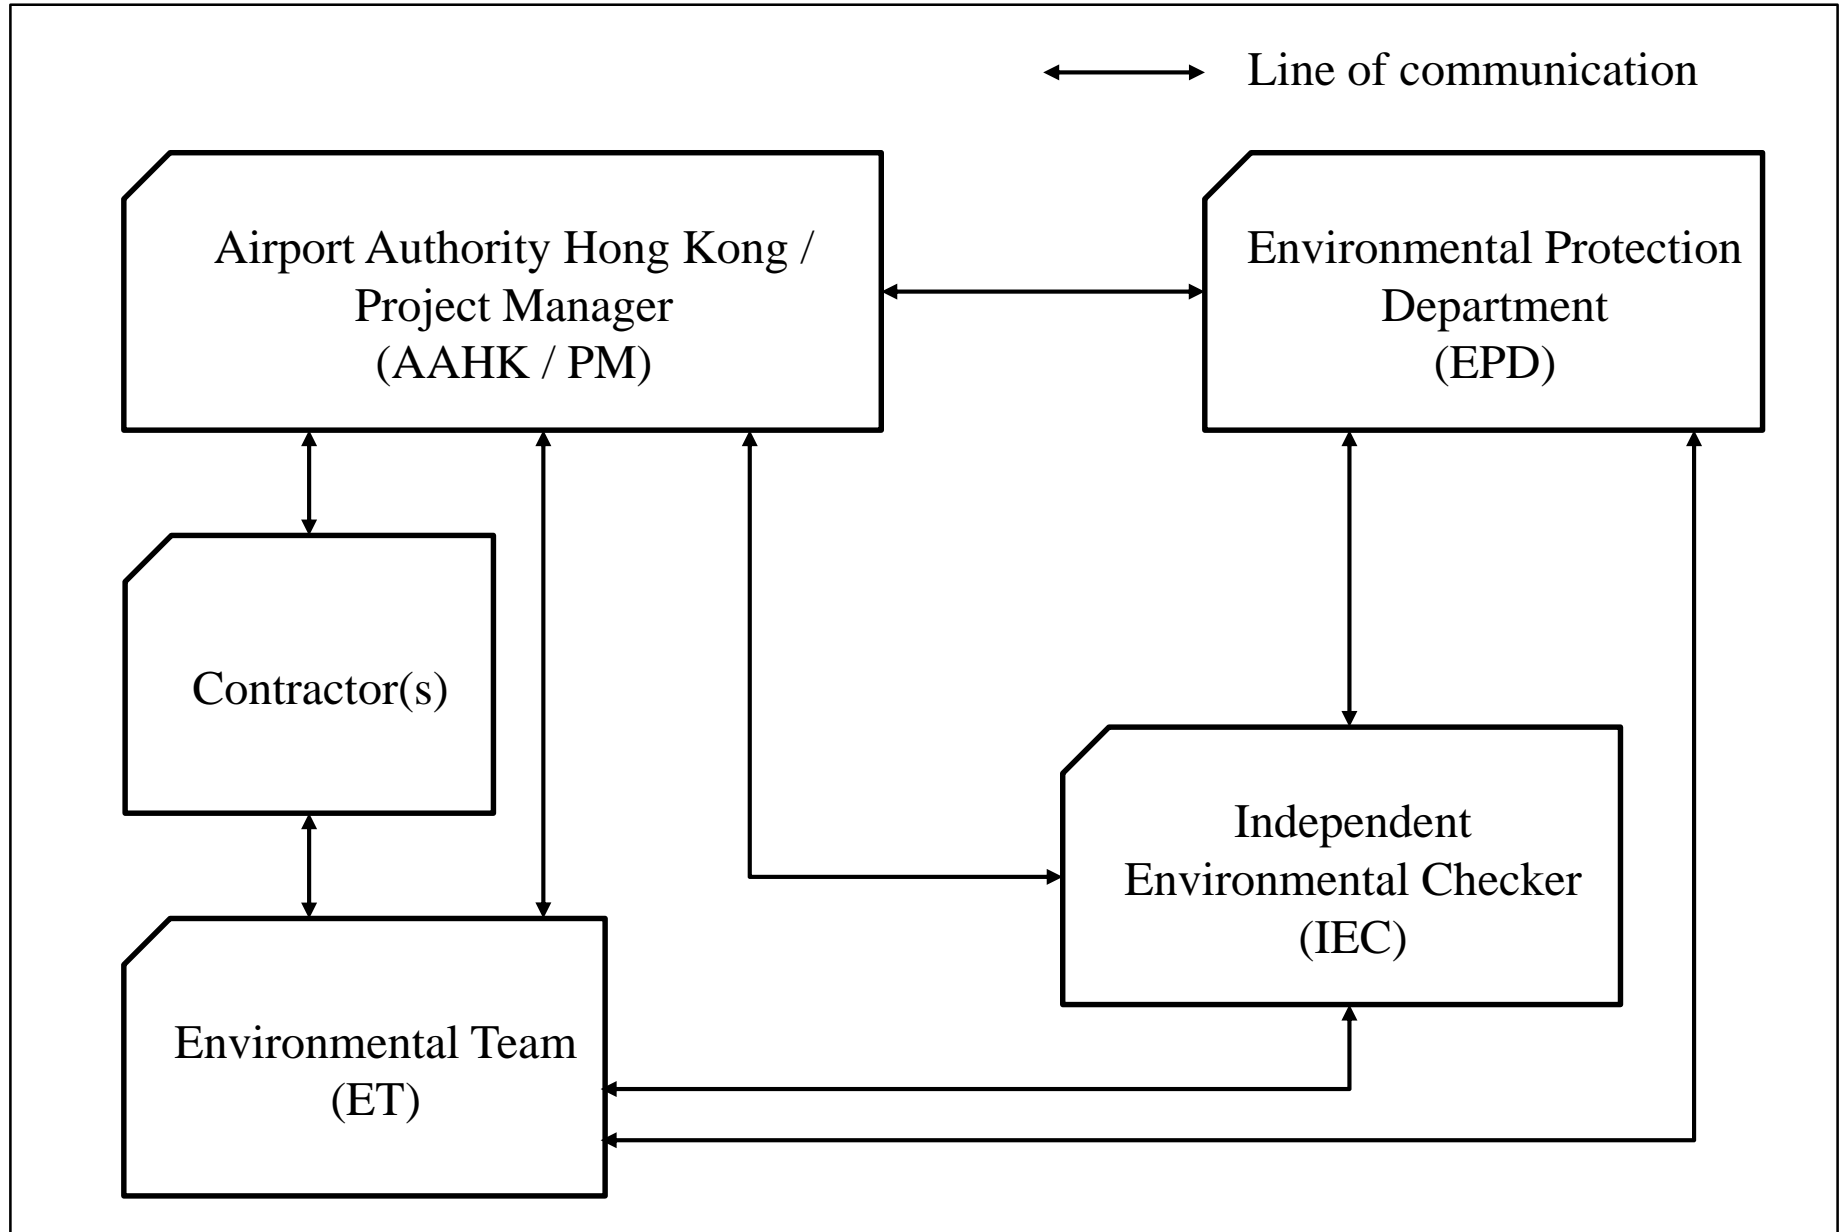 Line of communication
Airport Authority Hong Kong /
Project Manager
(AAHK / PM)
Environmental Protection
Department
(EPD)
Contractor(s)
Independent
Environmental Checker
(IEC)
Environmental Team
(ET)